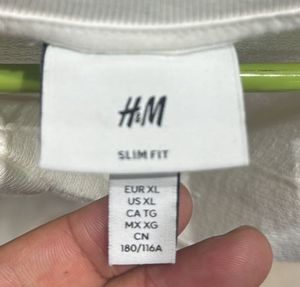 H&M
SLIM FIT
EUR XL
US XL
CA TG
MX XG
CN
180/116A